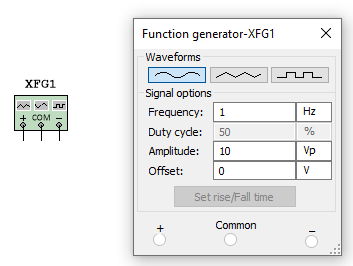 XFG1
+ COM −
Function generator-XFG1
Waveforms
Signal options
Frequency: 1 Hz
Duty cycle: 50 %
Amplitude: 10 Vp
Offset: 0 V
Set rise/Fall time
+ Common −